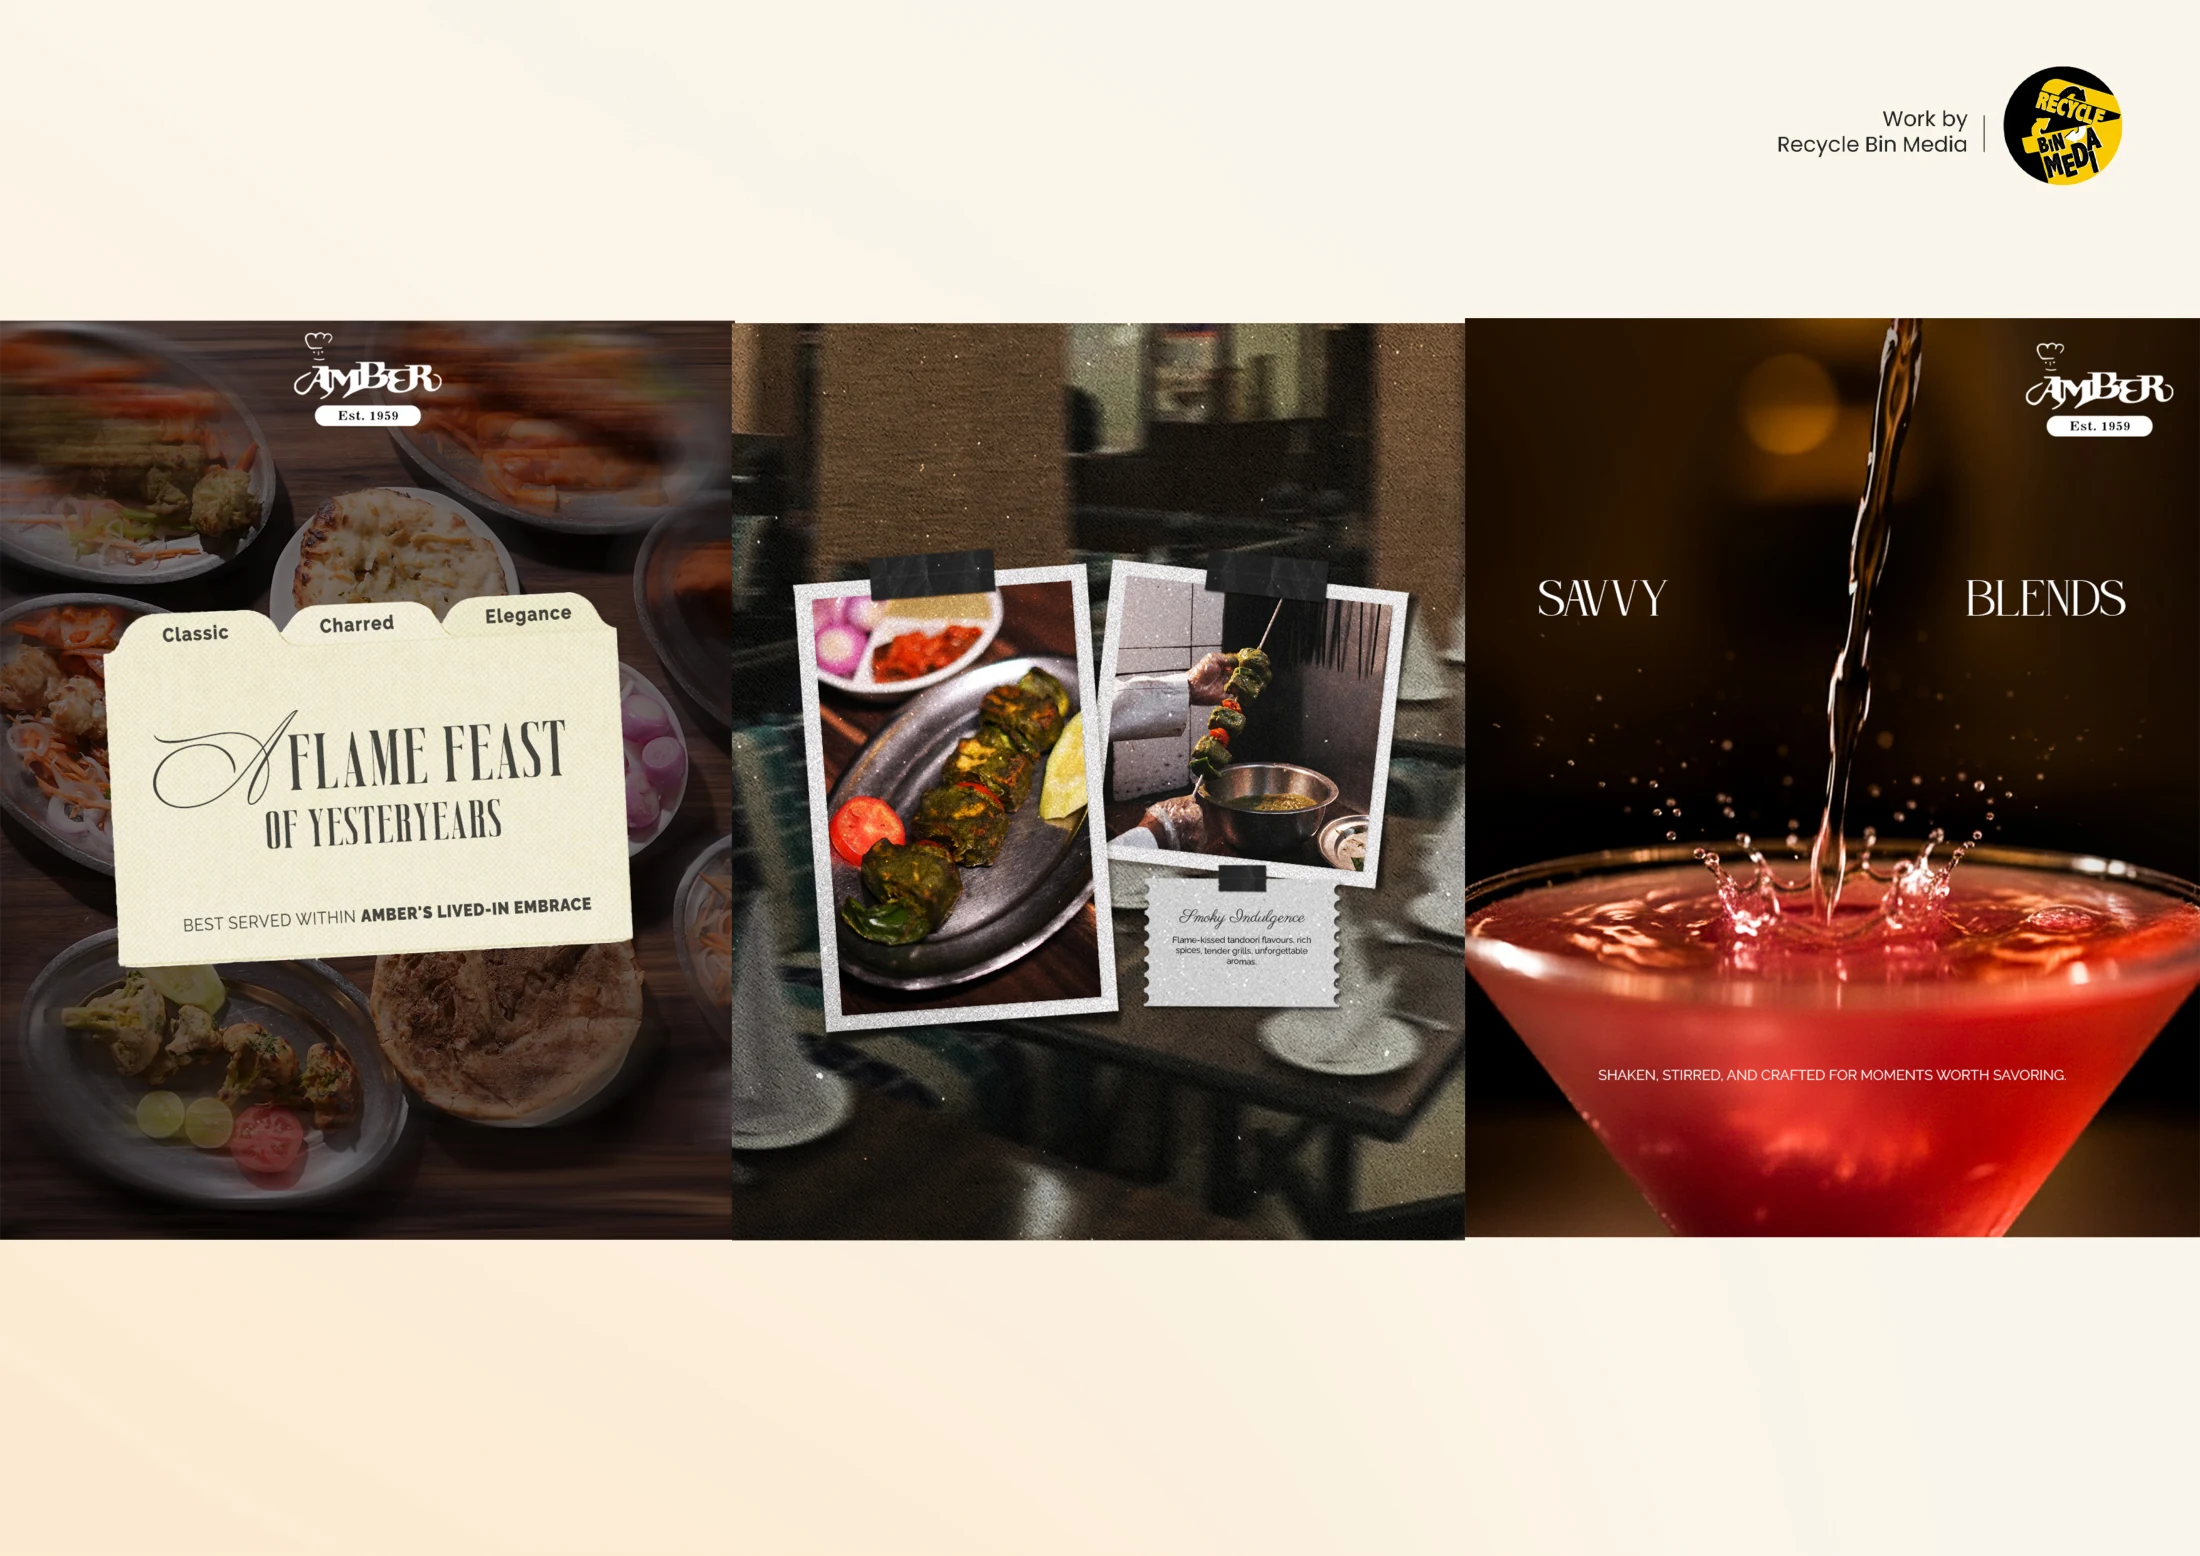 Work by
Recycle Bin Media
RECYCLE
BIN
MEDIA
AMBER
Est. 1959
Classic
Charred
Elegance
A FLAME FEAST
OF YESTERYEARS
BEST SERVED WITHIN AMBER'S LIVED-IN EMBRACE
Smoky Indulgence
Flame-kissed tandoori flavours, rich
spices, tender grills, unforgettable
aromas.
AMBER
Est. 1959
SAVVY BLENDS
SHAKEN, STIRRED, AND CRAFTED FOR MOMENTS WORTH SAVORING.